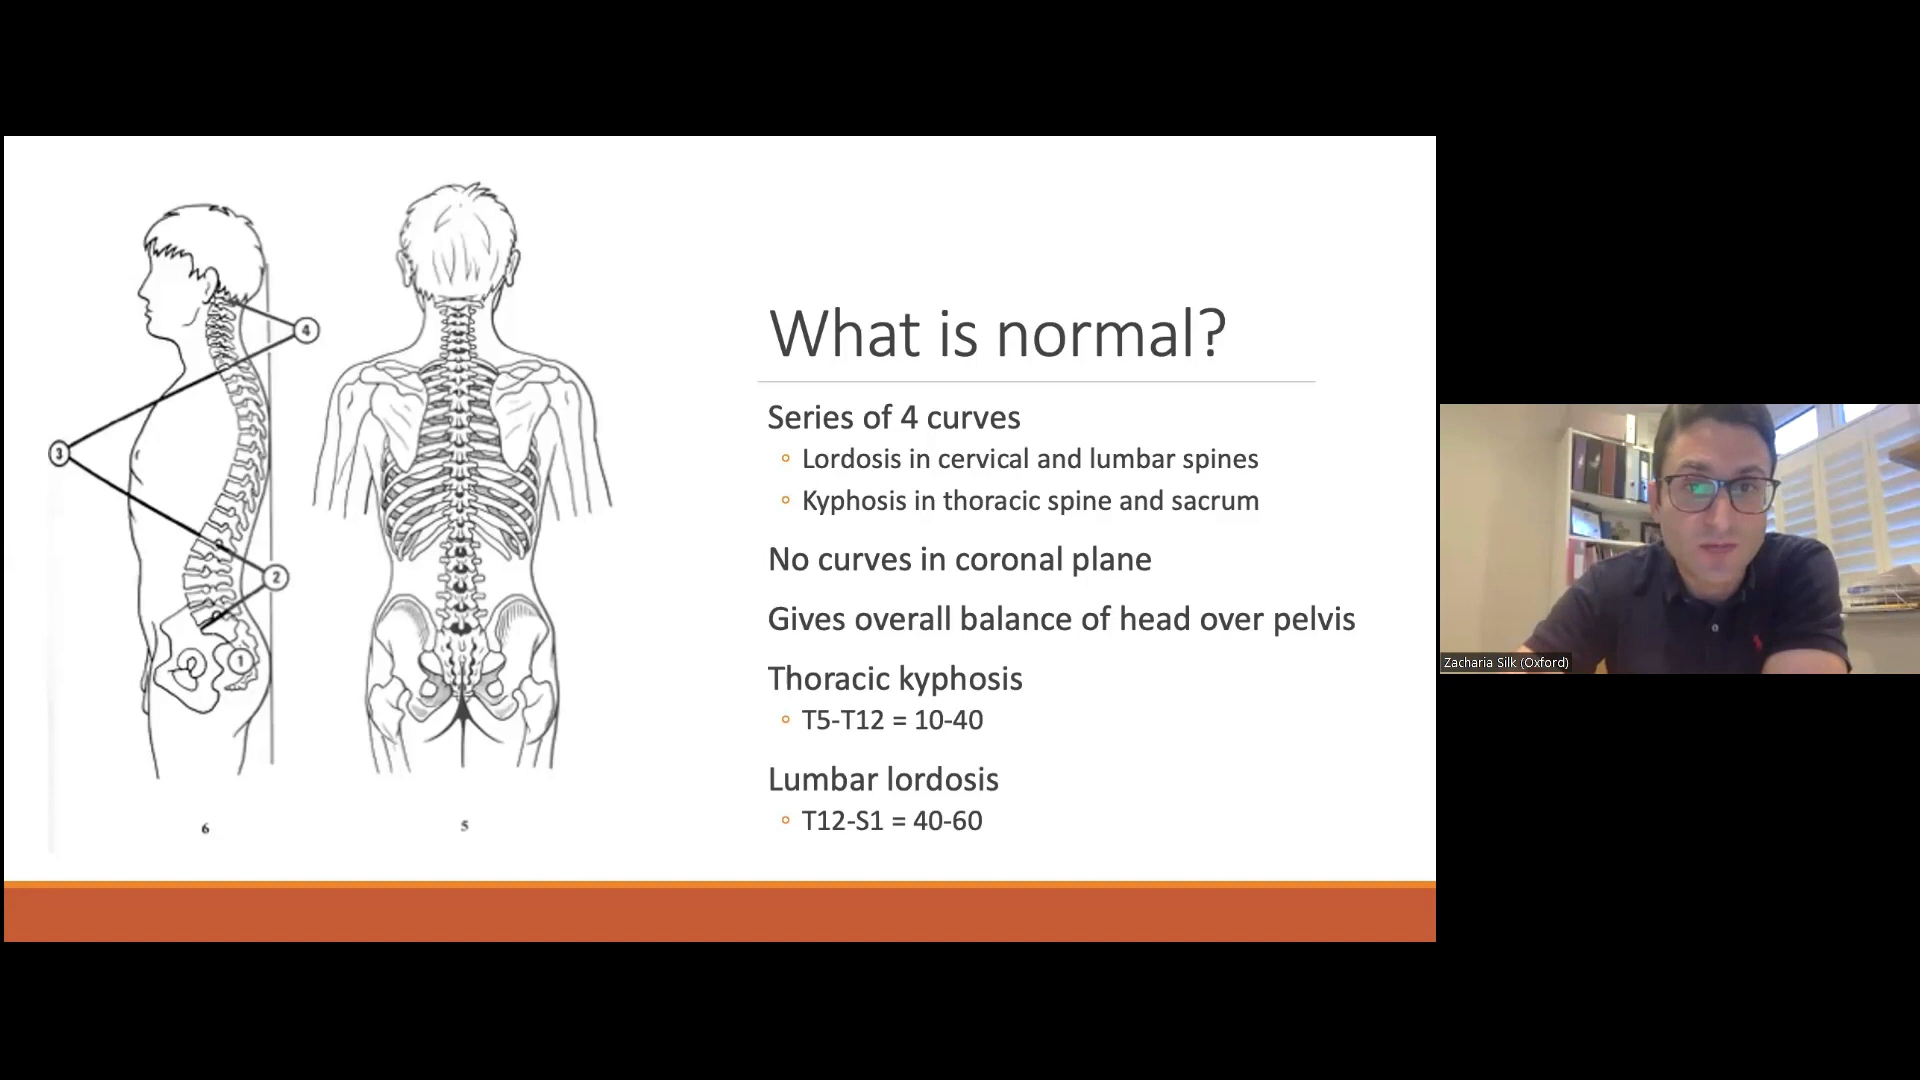 4
3
2
1
6
5
What is normal?
Series of 4 curves
Lordosis in cervical and lumbar spines
Kyphosis in thoracic spine and sacrum
No curves in coronal plane
Gives overall balance of head over pelvis
Thoracic kyphosis
T5-T12 = 10-40
Lumbar lordosis
T12-S1 = 40-60
Zacharia Silk (Oxford)